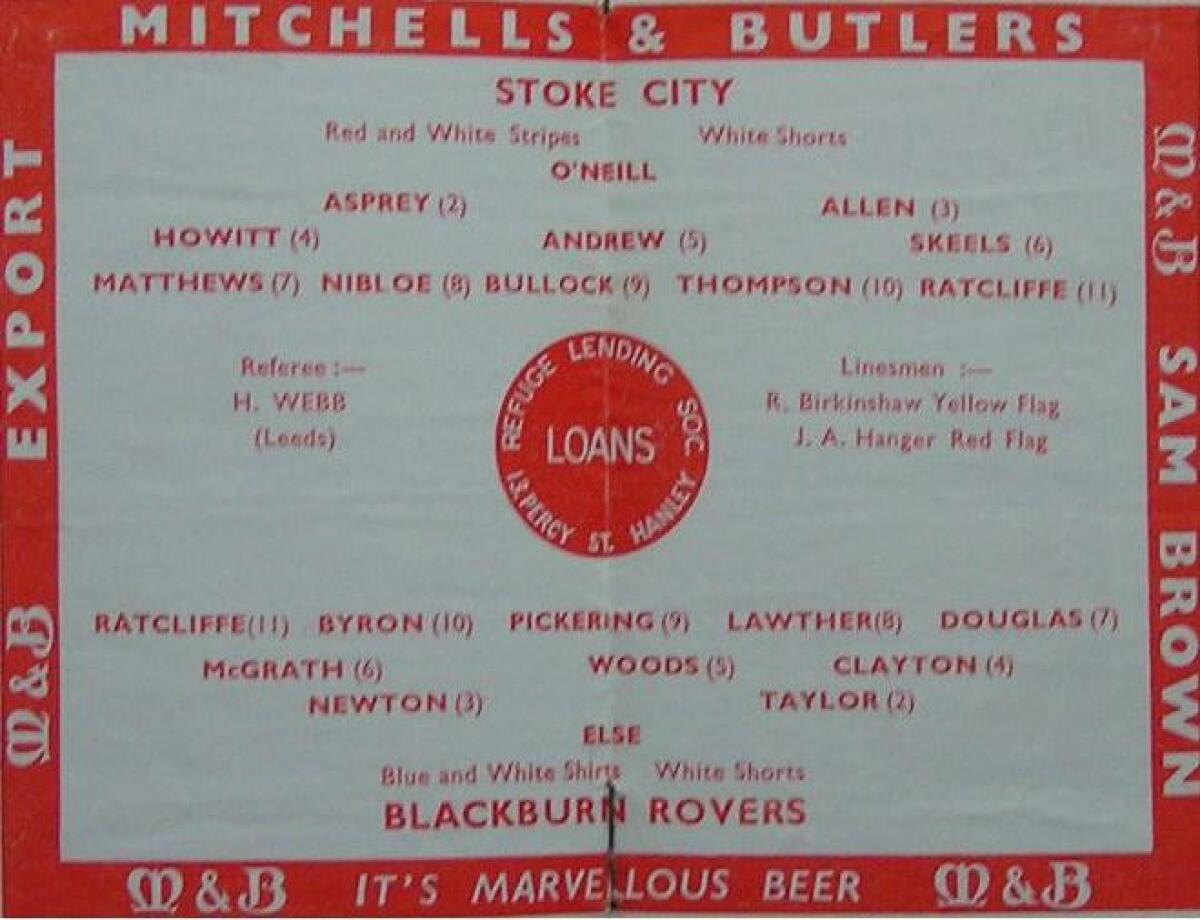 MITCHELLS & BUTLERS
STOKE CITY
Red and White Stripes White Shorts
O'NEILL
ASPREY (2) ALLEN (3)
HOWITT (4) ANDREW (5) SKEELS (6)
MATTHEWS (7) NIBLOE (8) BULLOCK (9) THOMPSON (10) RATCLIFFE (11)
Referee :—
H. WEBB
(Leeds)
REFUGE LENDING SOC.
LOANS
13, PERCY ST. HANLEY
Linesmen :—
R. Birkinshaw Yellow Flag
J. A. Hanger Red Flag
RATCLIFFE(11) BYRON (10) PICKERING (9) LAWTHER(8) DOUGLAS (7)
McGRATH (6) WOODS (5) CLAYTON (4)
NEWTON (3) TAYLOR (2)
ELSE
Blue and White Shirts White Shorts
BLACKBURN ROVERS
M&B EXPORT
M&B SAM BROWN
M&B IT'S MARVELLOUS BEER M&B